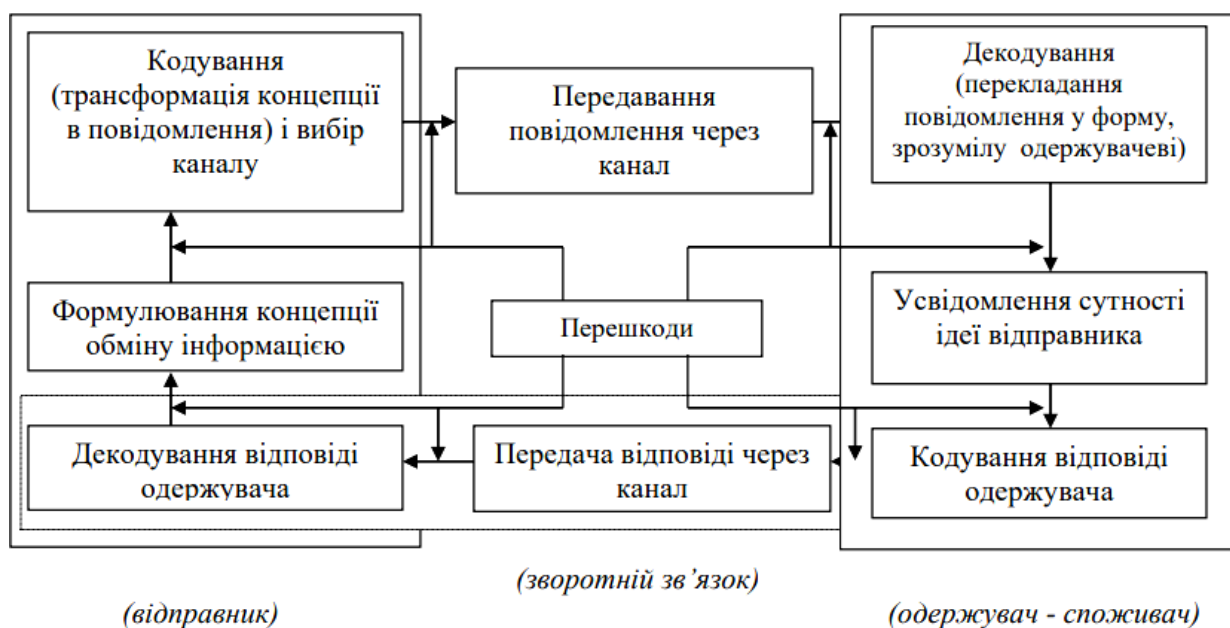 Кодування
(трансформація концепції
в повідомлення) і вибір
каналу
Передавання
повідомлення через
канал
Декодування
(перекладання
повідомлення у форму,
зрозумілу одержувачеві)
Формулювання концепції
обміну інформацією
Перешкоди
Усвідомлення сутності
ідеї відправника
Декодування відповіді
одержувача
Передача відповіді через
канал
Кодування відповіді
одержувача
(зворотній зв’язок)
(відправник)
(одержувач - споживач)